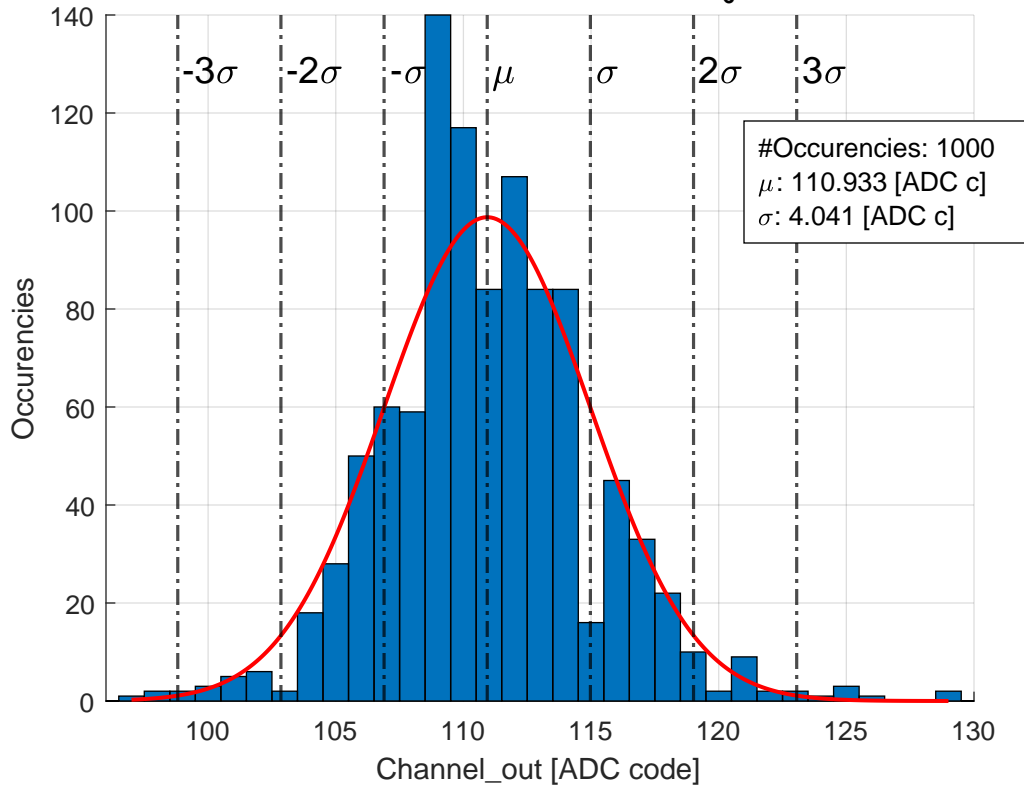 140
120
100
80
60
40
20
0
-3σ
-2σ
-σ
μ
σ
2σ
3σ
#Occurencies: 1000
μ: 110.933 [ADC c]
σ: 4.041 [ADC c]
Occurencies
100
105
110
115
120
125
130
Channel_out [ADC code]